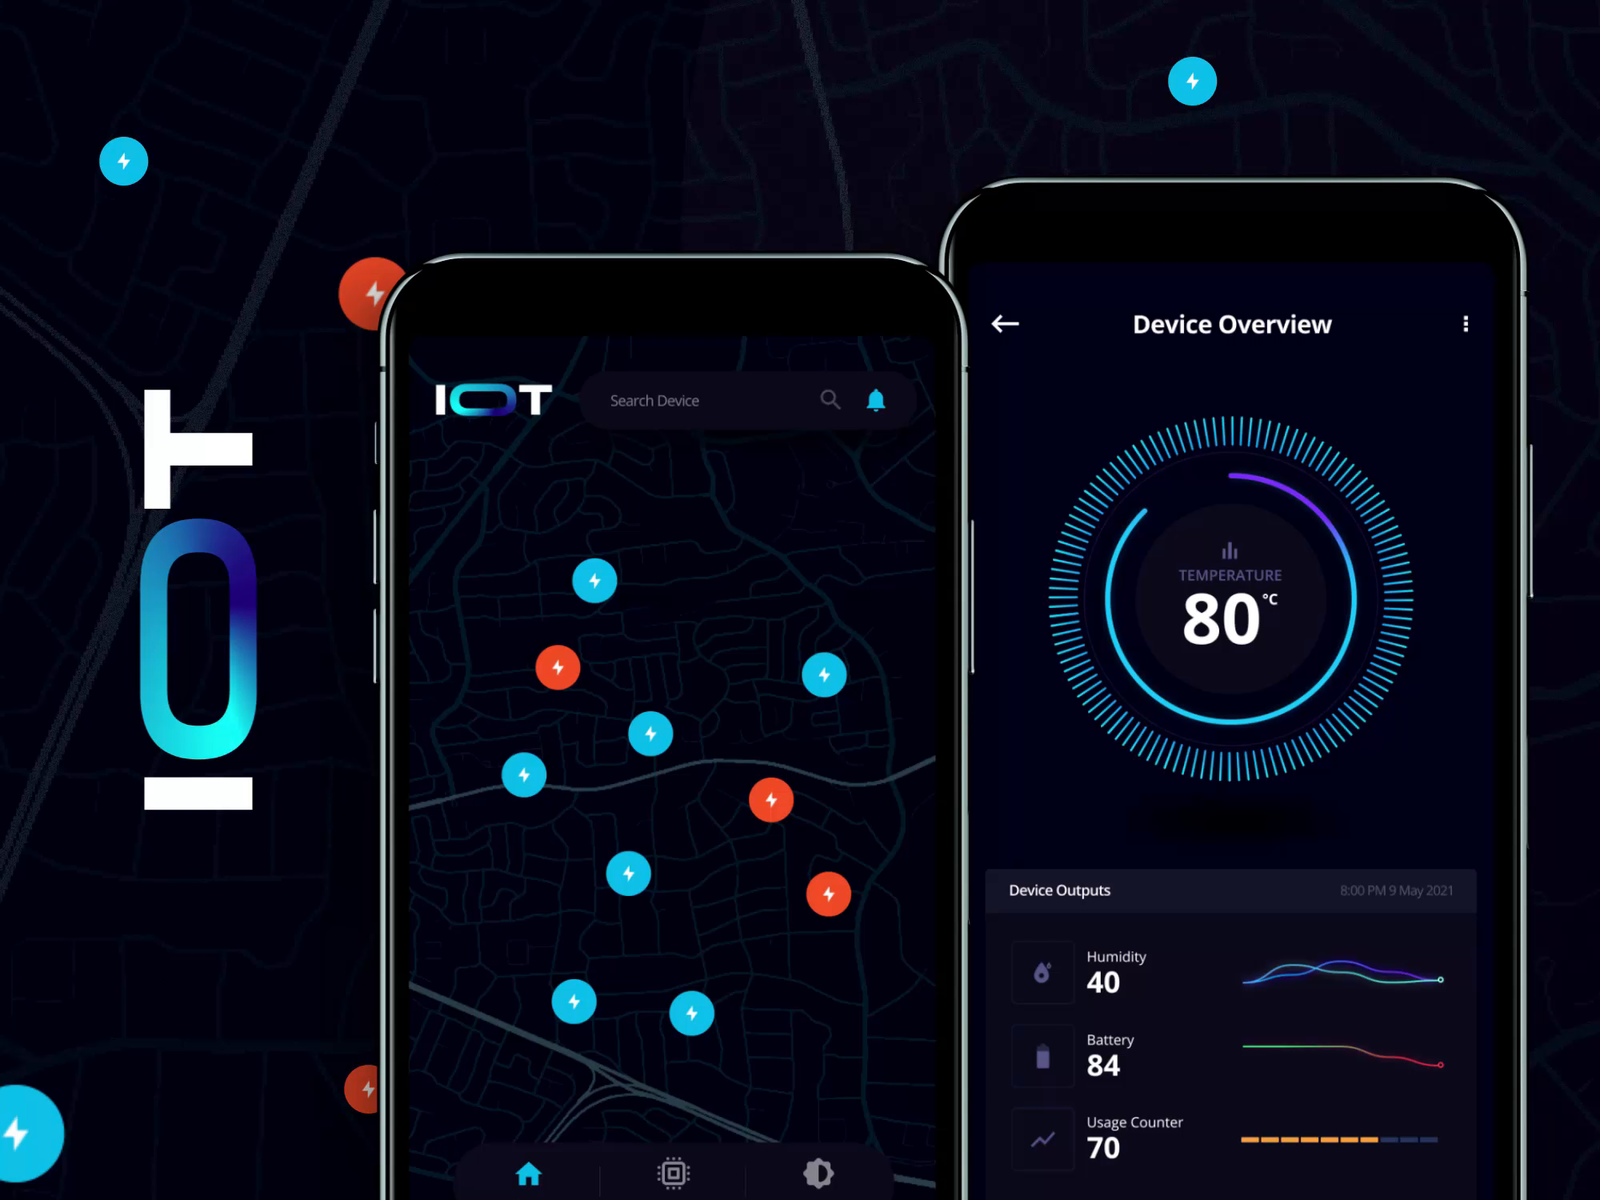 IOT
IOT
Search Device
Device Overview
TEMPERATURE
80 °C
Device Outputs
8:00 PM 9 May 2021
Humidity
40
Battery
84
Usage Counter
70